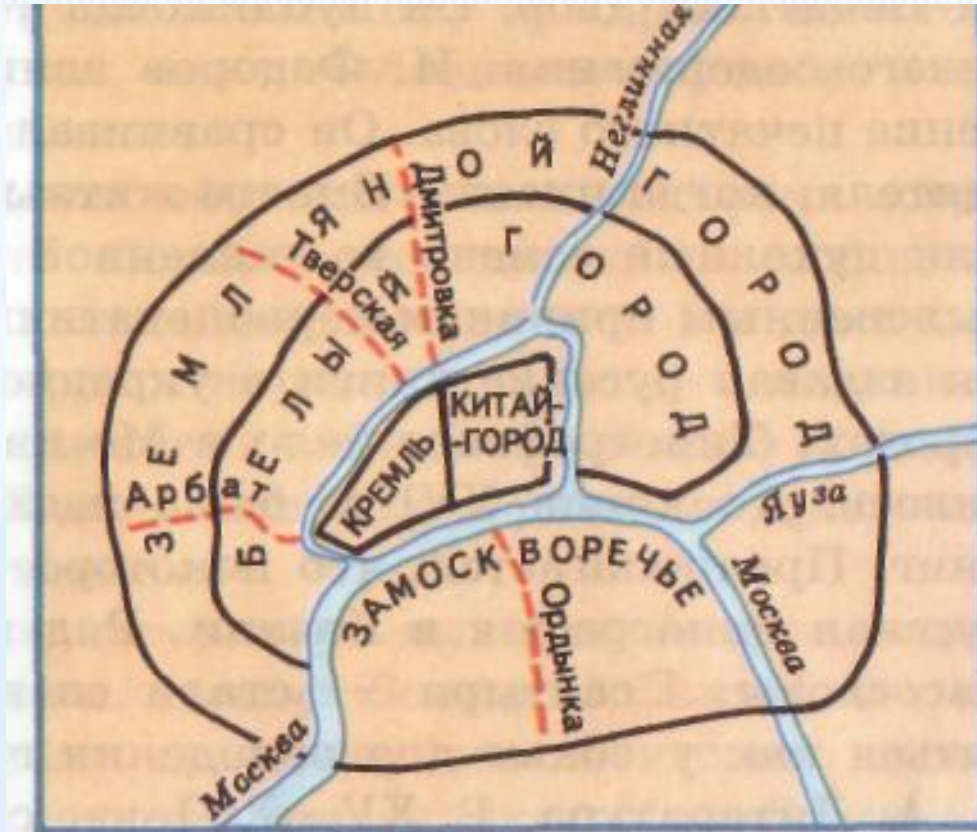 Неглинная
ЗЕМЛЯНОЙ ГОРОД
Дмитровка
Тверская
БЕЛЫЙ ГОРОД
КИТАЙ-
-ГОРОД
КРЕМЛЬ
Арбат
Яуза
ЗАМОСКВОРЕЧЬЕ
Москва
Ордынка
Москва